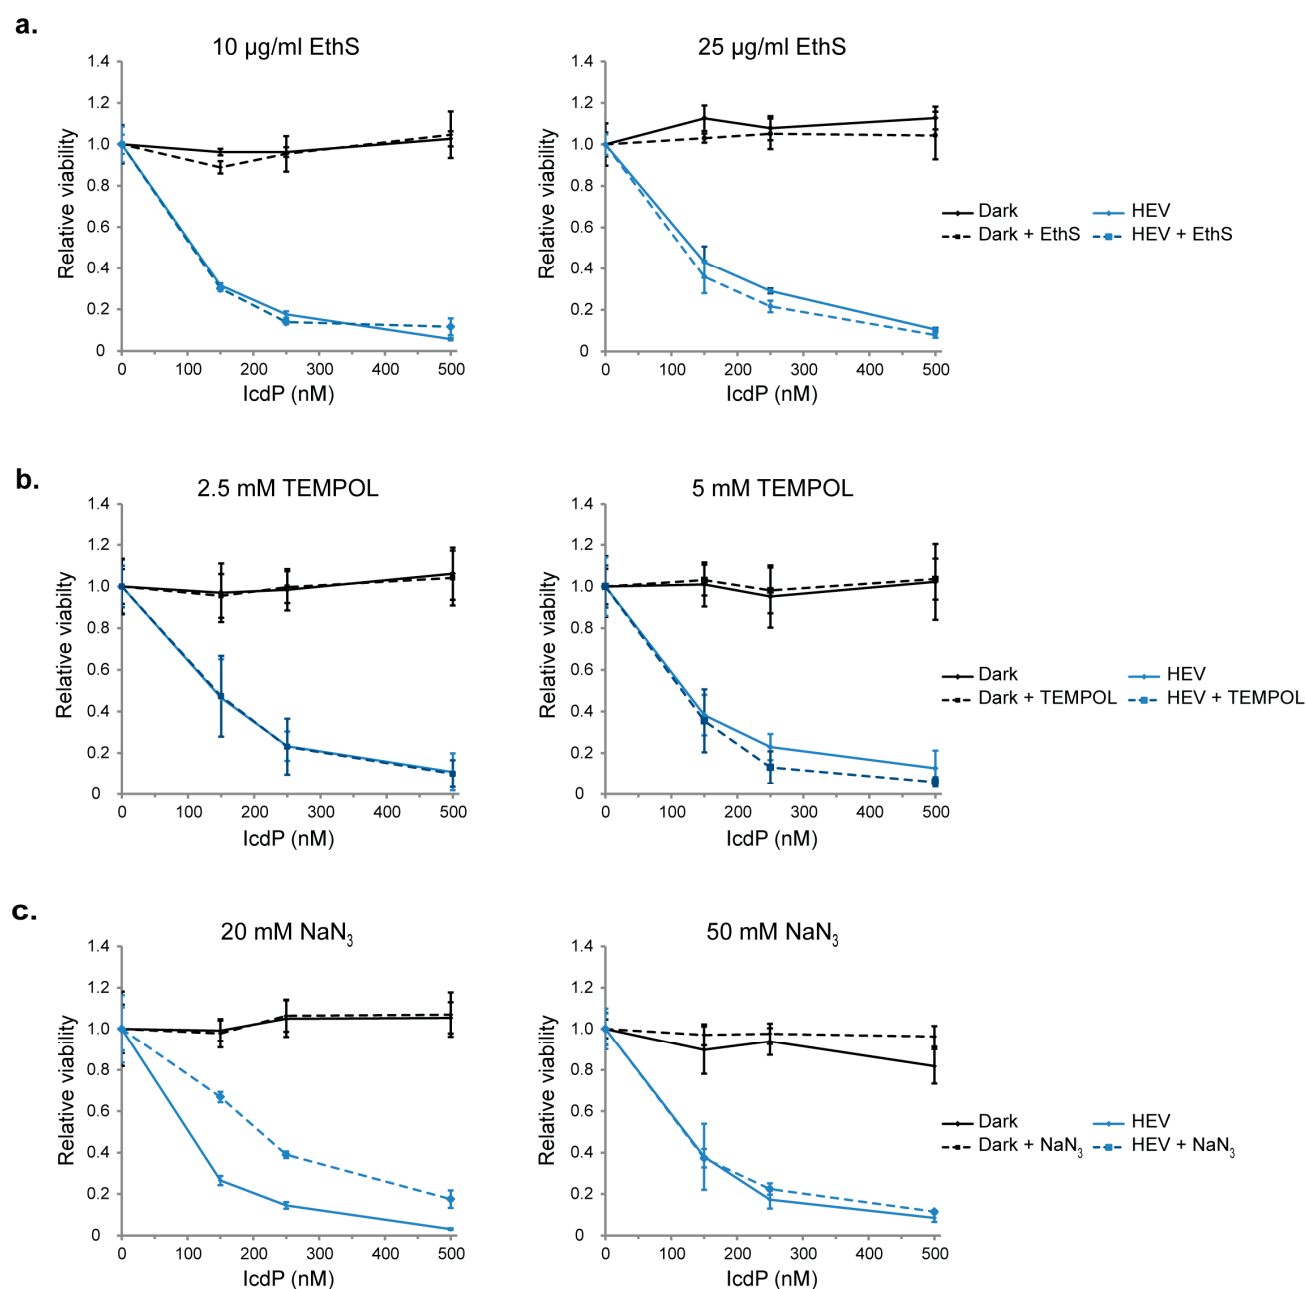 a.
10 µg/ml EthS
25 µg/ml EthS
Relative viability
1.4
1.2
1.0
0.8
0.6
0.4
0.2
0
0 100 200 300 400 500
IcdP (nM)
Relative viability
1.4
1.2
1.0
0.8
0.6
0.4
0.2
0
0 100 200 300 400 500
IcdP (nM)
Dark HEV
Dark + EthS HEV + EthS
b.
2.5 mM TEMPOL
5 mM TEMPOL
Relative viability
1.4
1.2
1.0
0.8
0.6
0.4
0.2
0
0 100 200 300 400 500
IcdP (nM)
Relative viability
1.4
1.2
1.0
0.8
0.6
0.4
0.2
0
0 100 200 300 400 500
IcdP (nM)
Dark HEV
Dark + TEMPOL HEV + TEMPOL
c.
20 mM NaN₃
50 mM NaN₃
Relative viability
1.4
1.2
1.0
0.8
0.6
0.4
0.2
0
0 100 200 300 400 500
IcdP (nM)
Relative viability
1.4
1.2
1.0
0.8
0.6
0.4
0.2
0
0 100 200 300 400 500
IcdP (nM)
Dark HEV
Dark + NaN₃ HEV + NaN₃